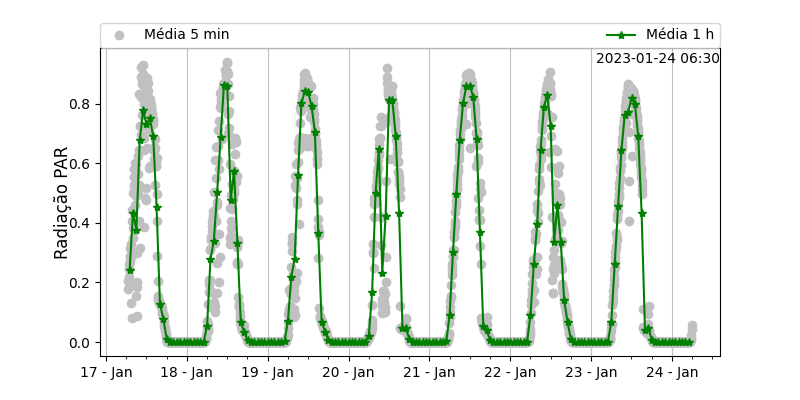 Média 5 min
Média 1 h
2023-01-24 06:30
Radiação PAR
0.8
0.6
0.4
0.2
0.0
17 - Jan
18 - Jan
19 - Jan
20 - Jan
21 - Jan
22 - Jan
23 - Jan
24 - Jan